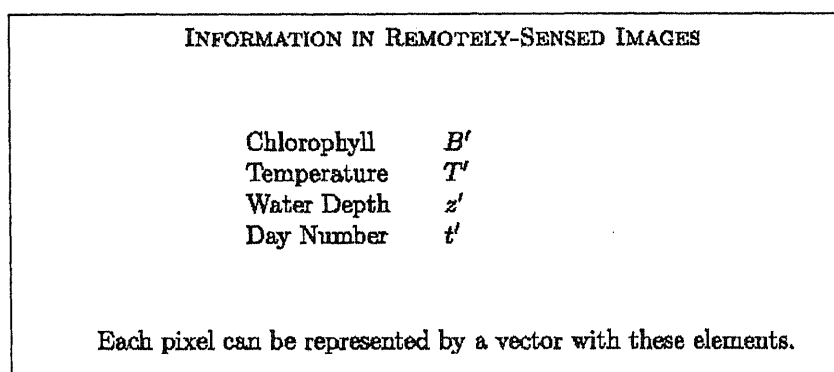 INFORMATION IN REMOTELY-SENSED IMAGES
Chlorophyll B′
Temperature T′
Water Depth z′
Day Number t′
Each pixel can be represented by a vector with these elements.